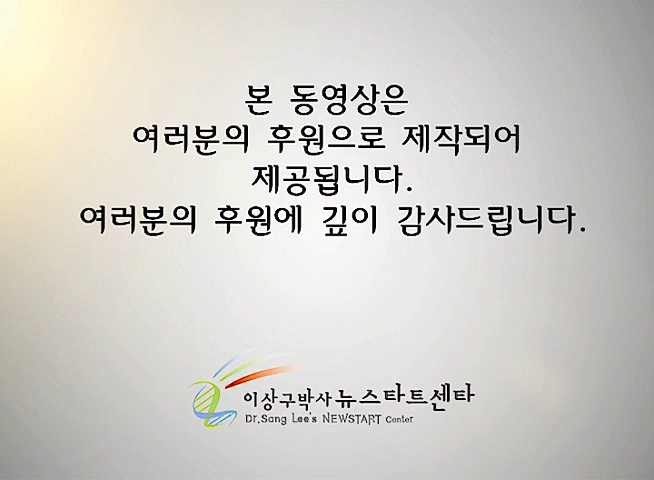 본 동영상은
여러분의 후원으로 제작되어
제공됩니다.
여러분의 후원에 깊이 감사드립니다.
이상구박사 뉴스타트센타
Dr.Sang Lee's NEWSTART Center